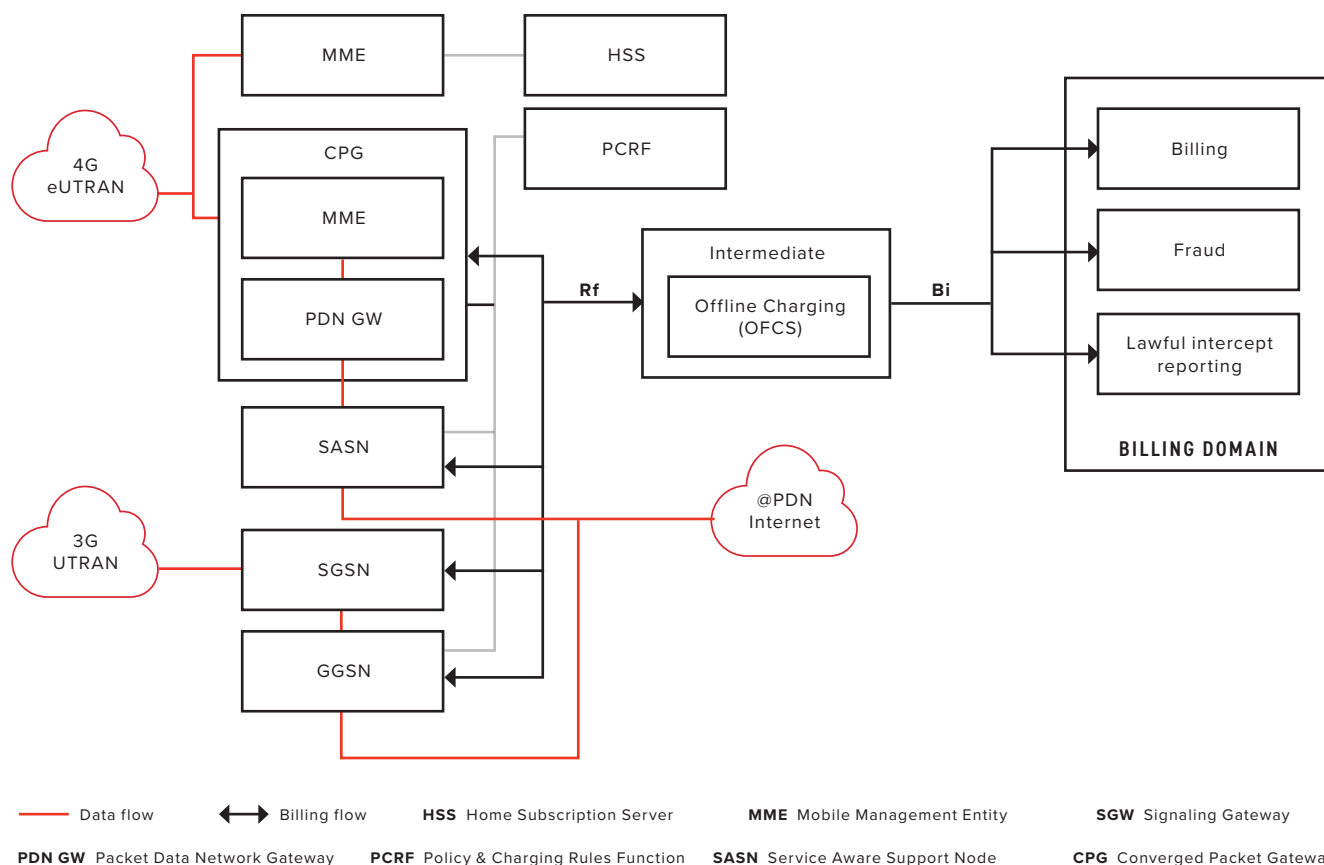 MME
HSS
4G
eUTRAN
CPG
MME
PDN GW
PCRF
Rf
Intermediate
Offline Charging
(OFCS)
Bi
Billing
Fraud
Lawful intercept
reporting
BILLING DOMAIN
SASN
@PDN
Internet
3G
UTRAN
SGSN
GGSN
Data flow
Billing flow
HSS Home Subscription Server
MME Mobile Management Entity
SGW Signaling Gateway
PDN GW Packet Data Network Gateway
PCRF Policy & Charging Rules Function
SASN Service Aware Support Node
CPG Converged Packet